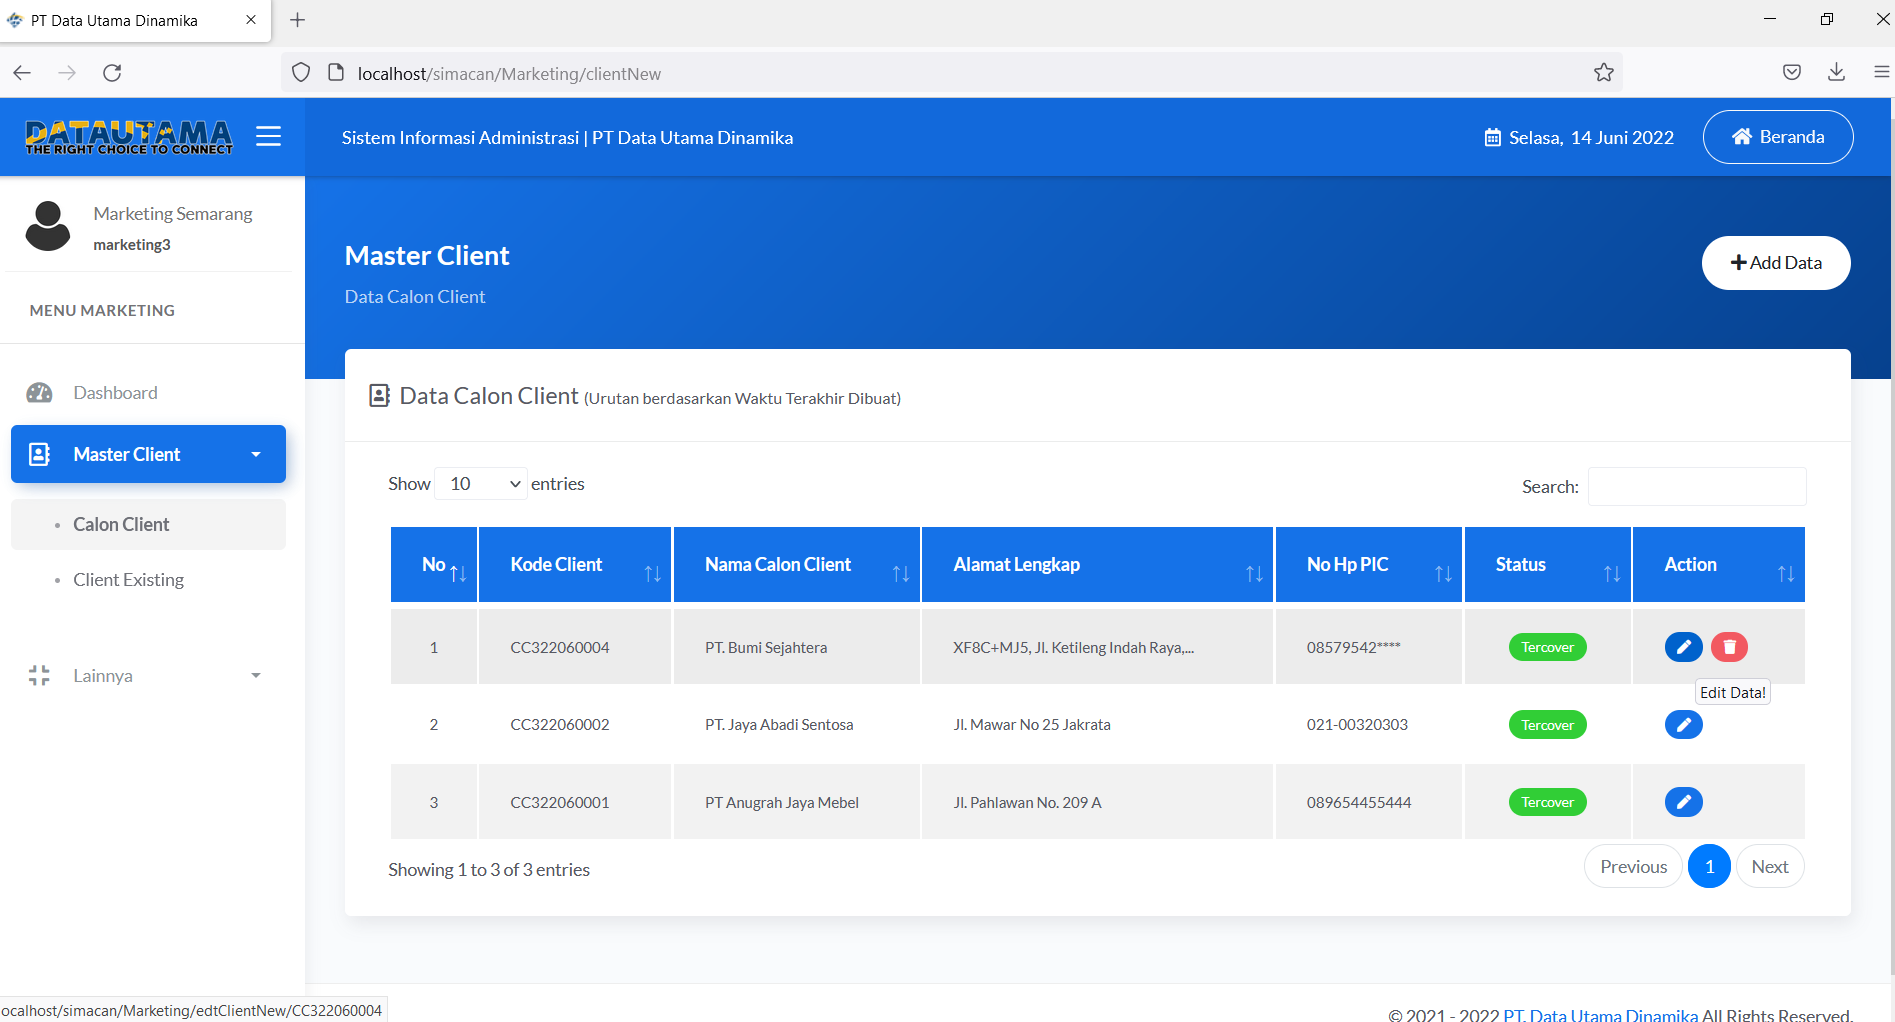 PT Data Utama Dinamika
localhost/simacan/Marketing/clientNew
DATAUTAMA
THE RIGHT CHOICE TO CONNECT
Sistem Informasi Administrasi | PT Data Utama Dinamika
Selasa, 14 Juni 2022
Beranda
Marketing Semarang
marketing3
MENU MARKETING
Dashboard
Master Client
Calon Client
Client Existing
Lainnya
Master Client
Data Calon Client
Add Data
Data Calon Client (Urutan berdasarkan Waktu Terakhir Dibuat)
Show 10 entries
Search:
No Kode Client Nama Calon Client Alamat Lengkap No Hp PIC Status Action
1 CC322060004 PT. Bumi Sejahtera XF8C+MJ5, Jl. Ketileng Indah Raya,... 08579542**** Tercover
Edit Data!
2 CC322060002 PT. Jaya Abadi Sentosa Jl. Mawar No 25 Jakrata 021-00320303 Tercover
3 CC322060001 PT Anugrah Jaya Mebel Jl. Pahlawan No. 209 A 089654455444 Tercover
Showing 1 to 3 of 3 entries
Previous 1 Next
ocalhost/simacan/Marketing/edtClientNew/CC322060004
© 2021 - 2022 PT. Data Utama Dinamika All Rights Reserved.